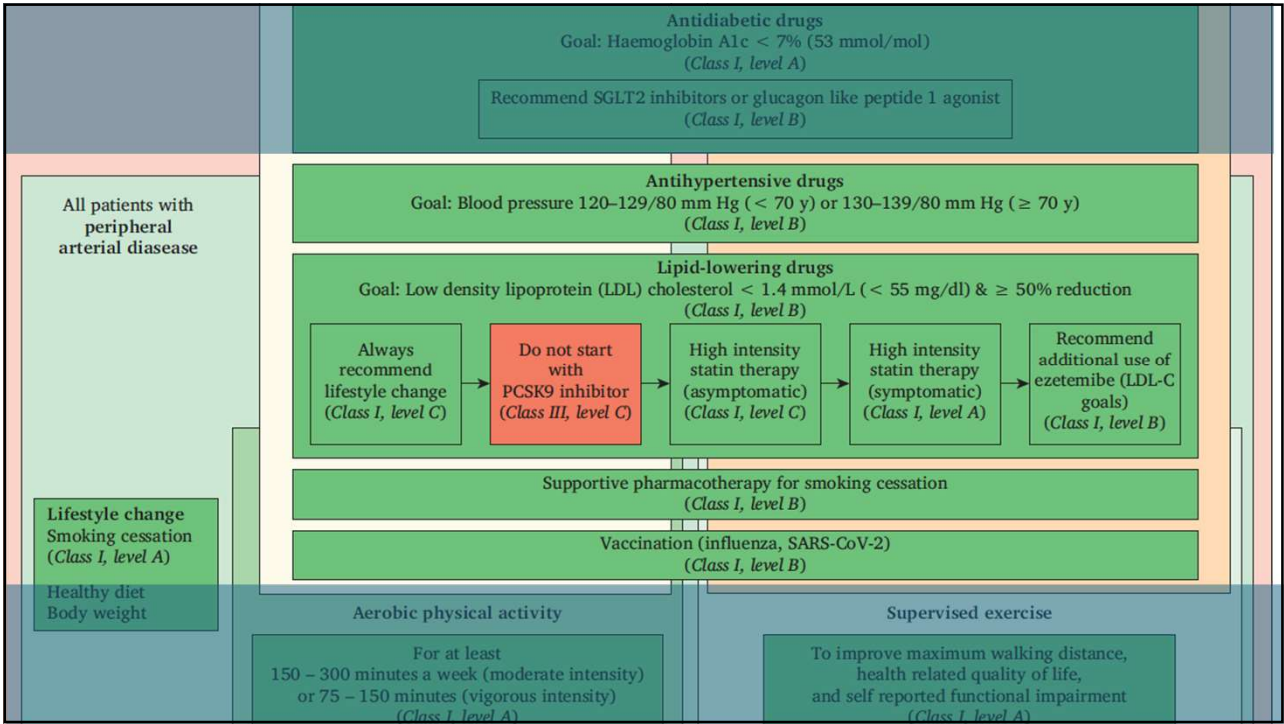 Antidiabetic drugs
Goal: Haemoglobin A1c < 7% (53 mmol/mol)
(Class I, level A)
Recommend SGLT2 inhibitors or glucagon like peptide 1 agonist
(Class I, level B)
All patients with
peripheral
arterial diasease
Antihypertensive drugs
Goal: Blood pressure 120–129/80 mm Hg (< 70 y) or 130–139/80 mm Hg (≥ 70 y)
(Class I, level B)
Lipid-lowering drugs
Goal: Low density lipoprotein (LDL) cholesterol < 1.4 mmol/L (< 55 mg/dl) & ≥ 50% reduction
(Class I, level B)
Always
recommend
lifestyle change
(Class I, level C)
Do not start
with
PCSK9 inhibitor
(Class III, level C)
High intensity
statin therapy
(asymptomatic)
(Class I, level C)
High intensity
statin therapy
(symptomatic)
(Class I, level A)
Recommend
additional use of
ezetemibe (LDL-C
goals)
(Class I, level B)
Supportive pharmacotherapy for smoking cessation
(Class I, level B)
Vaccination (influenza, SARS-CoV-2)
(Class I, level B)
Lifestyle change
Smoking cessation
(Class I, level A)
Healthy diet
Body weight
Aerobic physical activity
For at least
150 – 300 minutes a week (moderate intensity)
or 75 – 150 minutes (vigorous intensity)
(Class I, level A)
Supervised exercise
To improve maximum walking distance,
health related quality of life,
and self reported functional impairment
(Class I, level A)